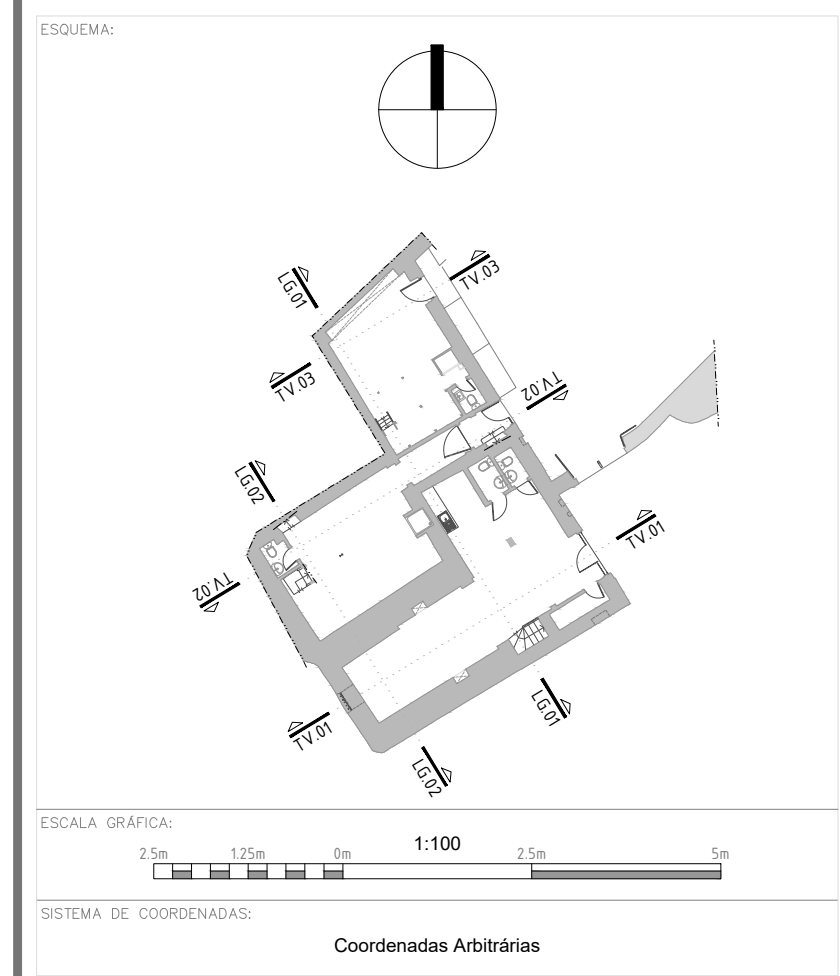 ESQUEMA:
LG.01
TV.03
TV.03
TV.02
LG.02
TV.01
TV.02
LG.01
TV.01
LG.02
ESCALA GRÁFICA:
1:100
2.5m 1.25m 0m 2.5m 5m
SISTEMA DE COORDENADAS:
Coordenadas Arbitrárias